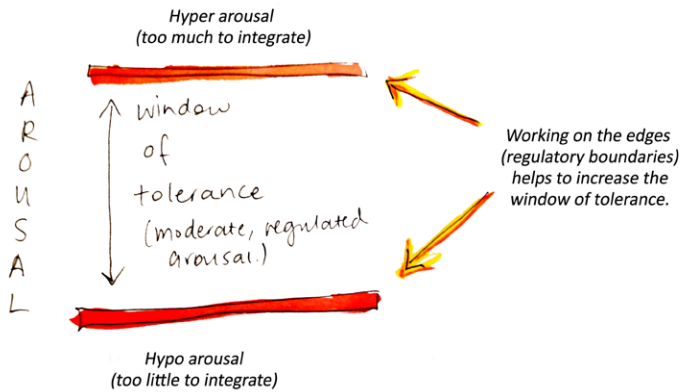 Hyper arousal
(too much to integrate)
AROUSAL
window
of
tolerance
(moderate, regulated
arousal.)
Working on the edges
(regulatory boundaries)
helps to increase the
window of tolerance.
Hypo arousal
(too little to integrate)